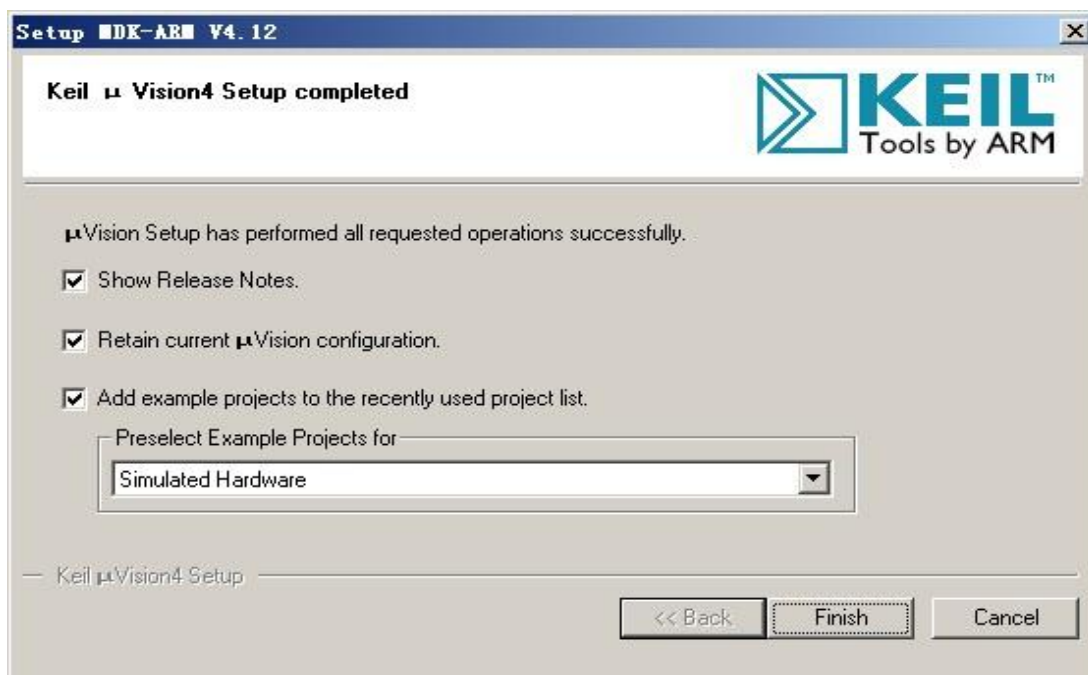 Setup MDK-ARM V4.12
Keil μ Vision4 Setup completed
KEIL™
Tools by ARM
μVision Setup has performed all requested operations successfully.
Show Release Notes.
Retain current μVision configuration.
Add example projects to the recently used project list.
Preselect Example Projects for
Simulated Hardware
Keil μVision4 Setup
<< Back Finish Cancel